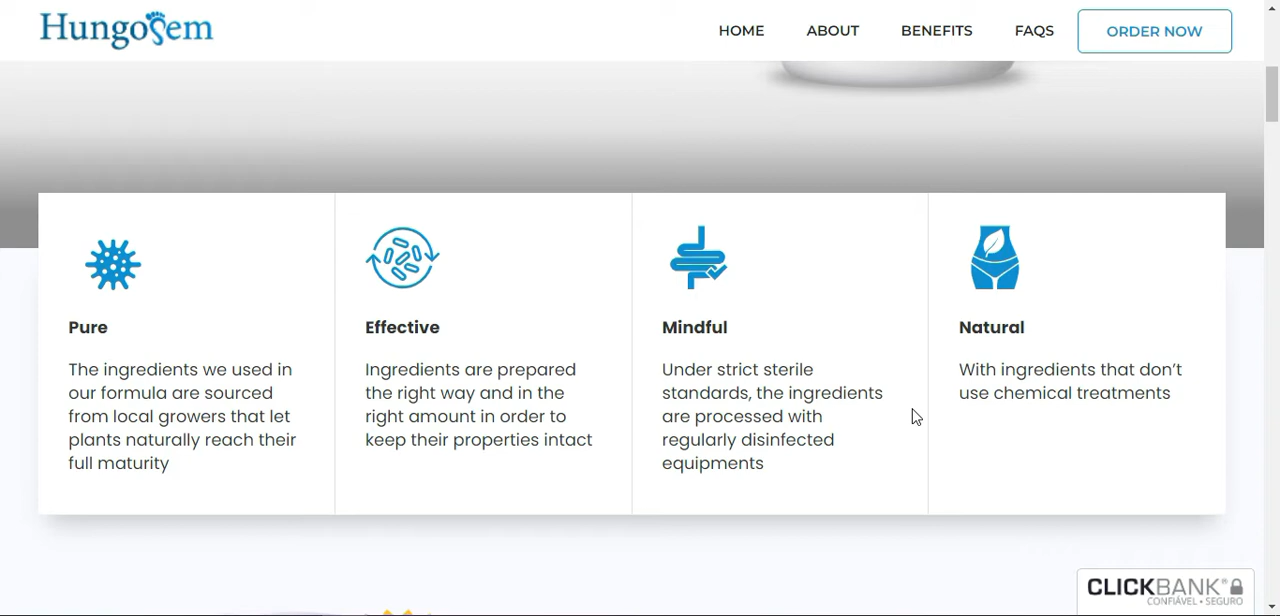 HungoSem
HOME ABOUT BENEFITS FAQS ORDER NOW
Pure
The ingredients we used in
our formula are sourced
from local growers that let
plants naturally reach their
full maturity
Effective
Ingredients are prepared
the right way and in the
right amount in order to
keep their properties intact
Mindful
Under strict sterile
standards, the ingredients
are processed with
regularly disinfected
equipments
Natural
With ingredients that don't
use chemical treatments
CLICKBANK®
CONFIÁVEL • SEGURO